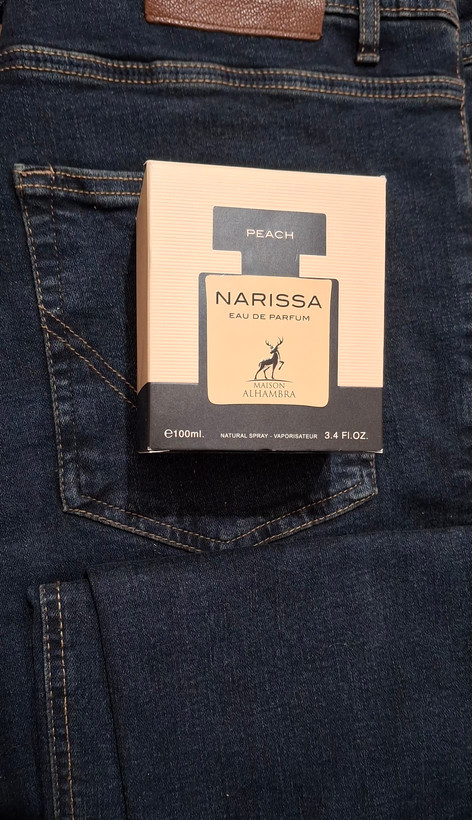 PEACH
NARISSA
EAU DE PARFUM
MAISON
ALHAMBRA
℮100ml. NATURAL SPRAY - VAPORISATEUR 3.4 Fl.OZ.